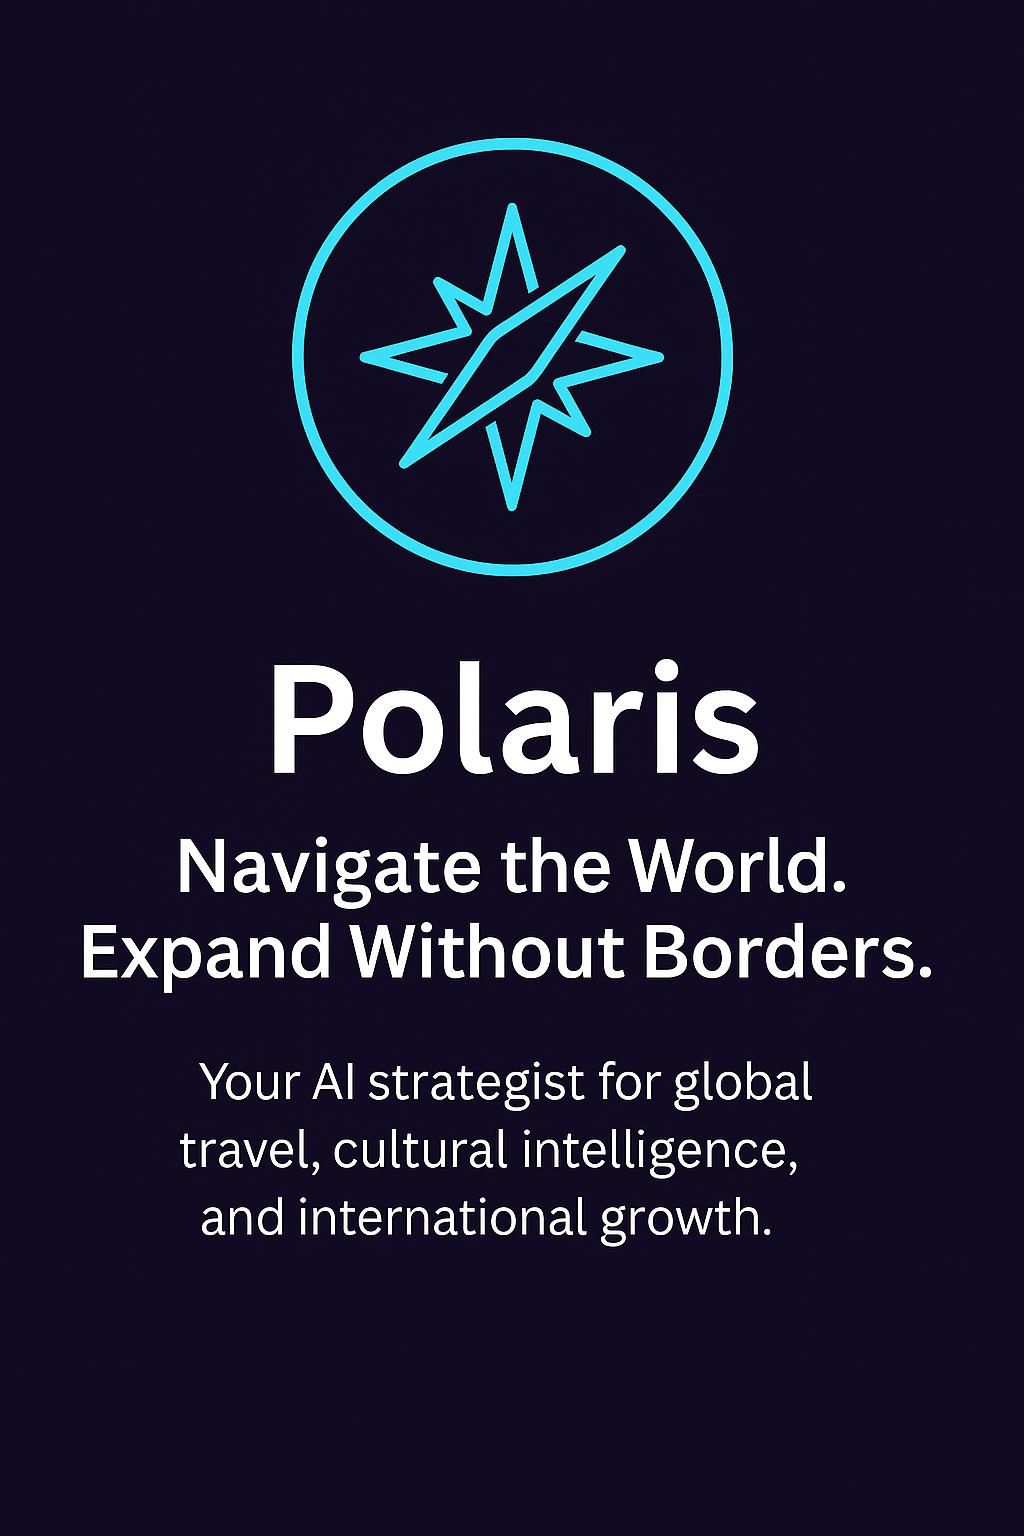 Polaris
Navigate the World.
Expand Without Borders.
Your AI strategist for global
travel, cultural intelligence,
and international growth.